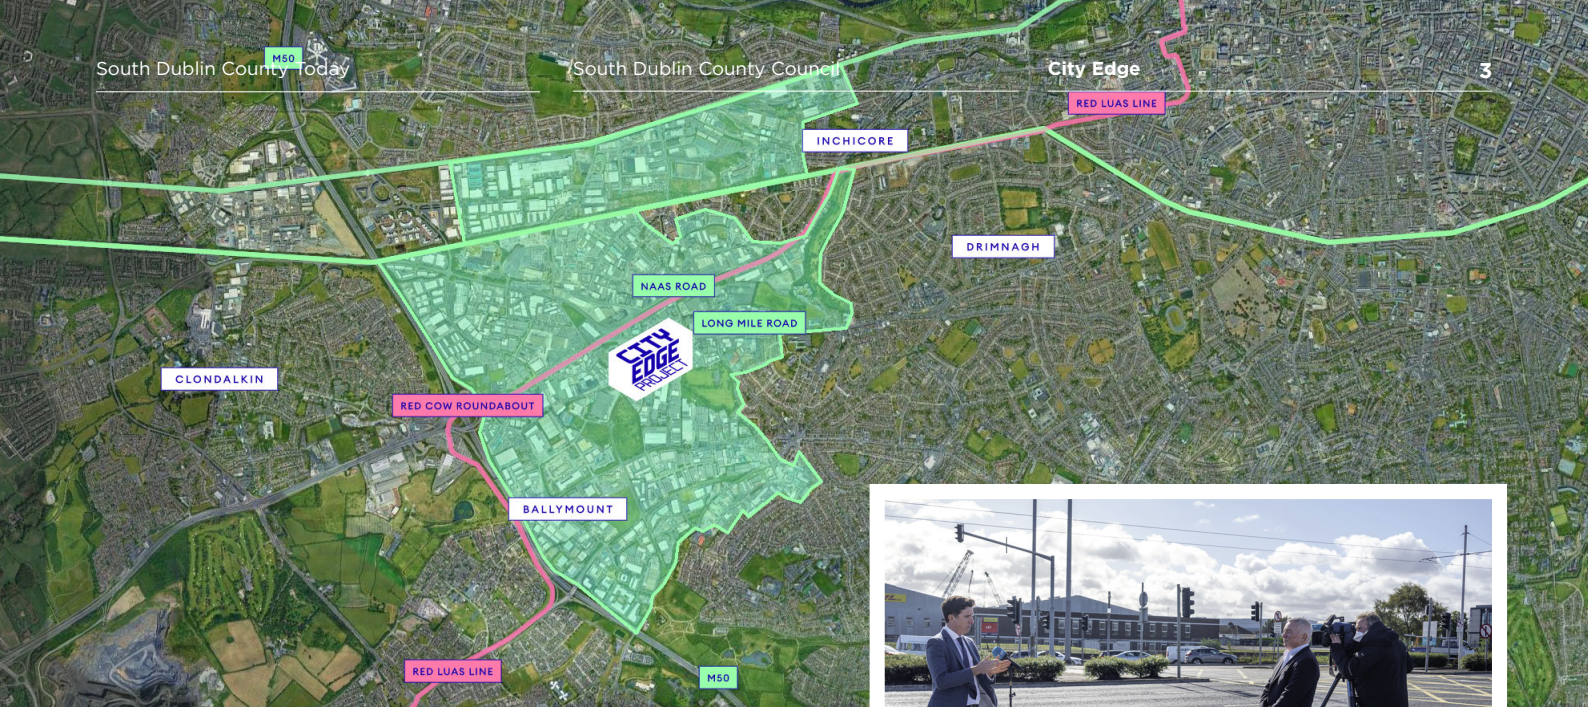 M50
South Dublin County Today
/South Dublin County Council
City Edge
3
RED LUAS LINE
INCHICORE
DRIMNAGH
NAAS ROAD
LONG MILE ROAD
CITY
EDGE
PROJECT
CLONDALKIN
RED COW ROUNDABOUT
BALLYMOUNT
RED LUAS LINE
M50